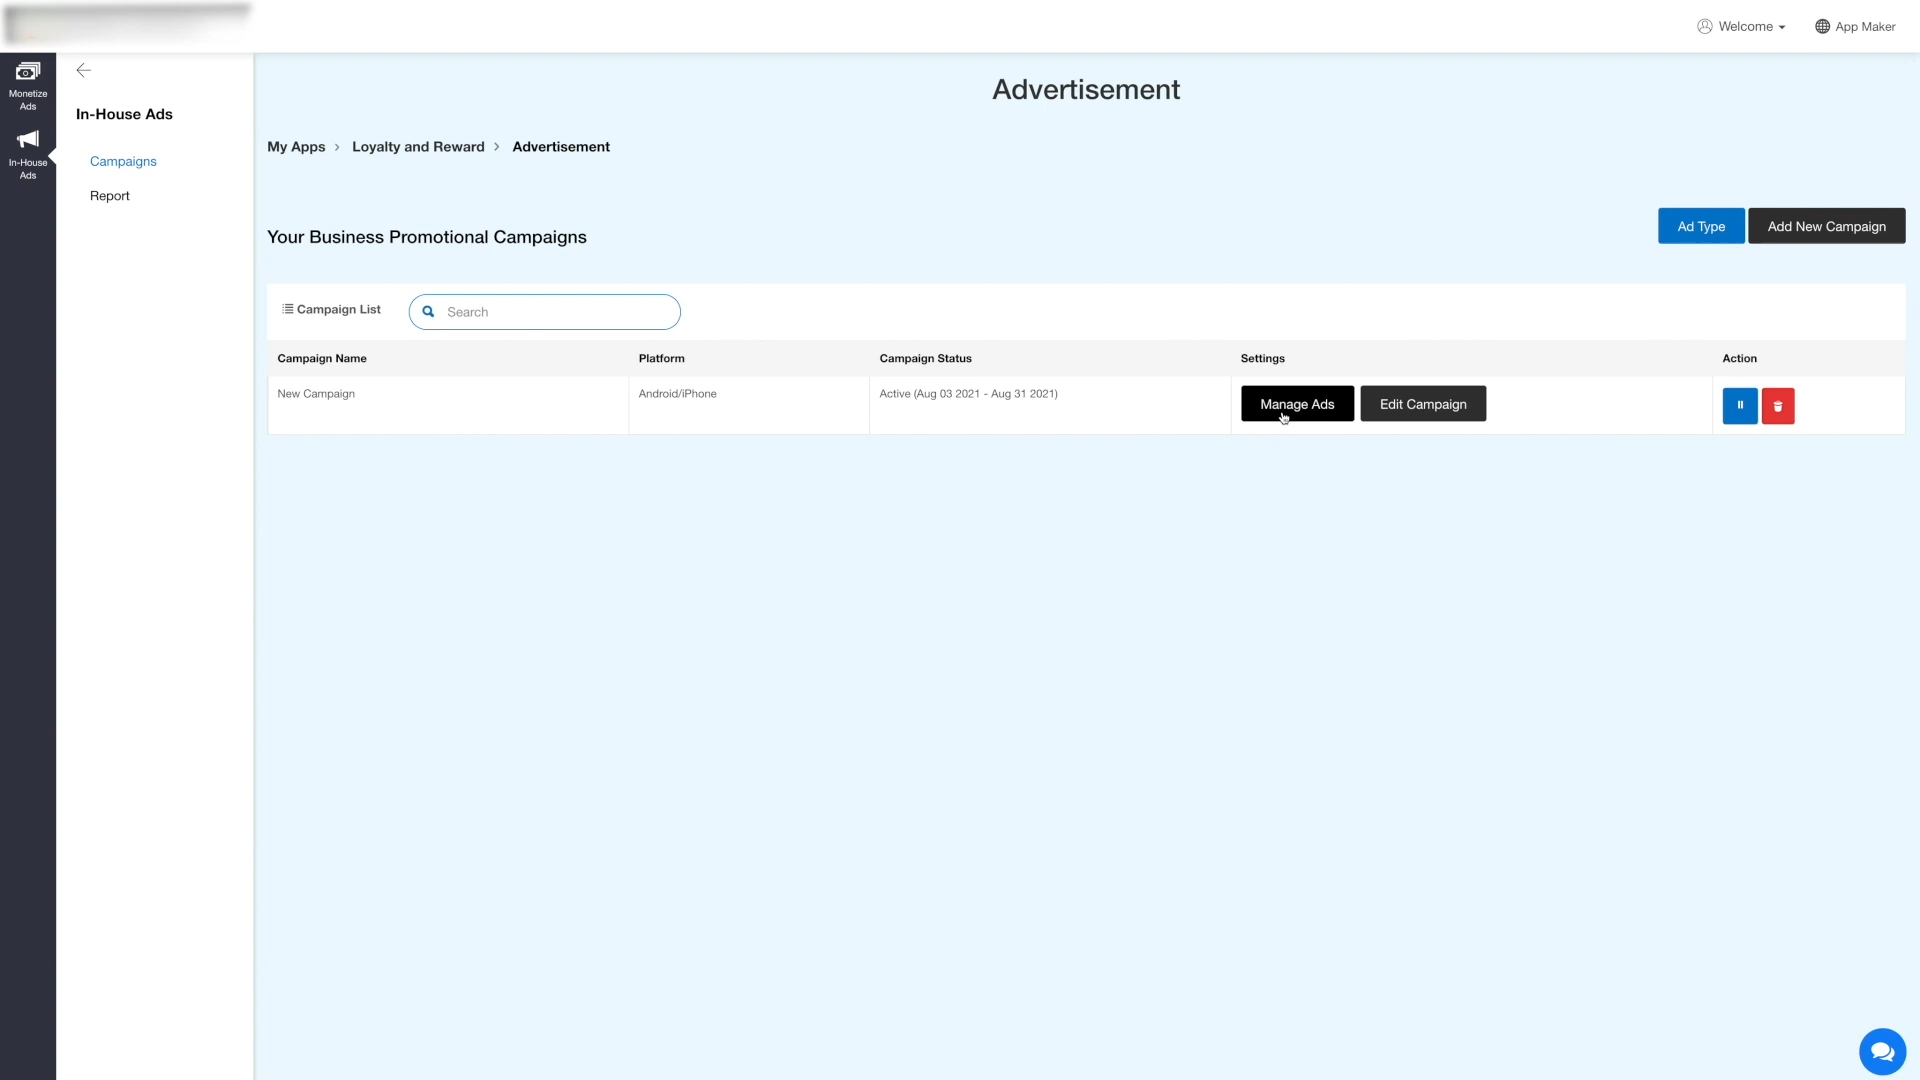 Welcome
App Maker
Monetize
Ads
In-House
Ads
In-House Ads
Campaigns
Report
Advertisement
My Apps > Loyalty and Reward > Advertisement
Your Business Promotional Campaigns
Ad Type
Add New Campaign
Campaign List
Search
Campaign Name Platform Campaign Status Settings Action
New Campaign Android/iPhone Active (Aug 03 2021 - Aug 31 2021) Manage Ads Edit Campaign